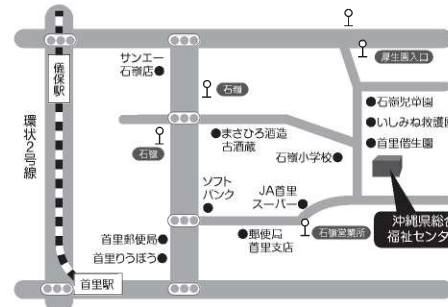 サンエー
石嶺店
儀保駅
環状2号線
石嶺
厚生園入口
石嶺児童園
いしみね救護園
首里偕生園
石嶺
まさひろ酒造
古酒蔵
石嶺小学校
ソフト
バンク
JA首里
スーパー
沖縄県総合
福祉センター
首里郵便局
首里りうぼう
郵便局
首里支店
石嶺営業所
首里駅